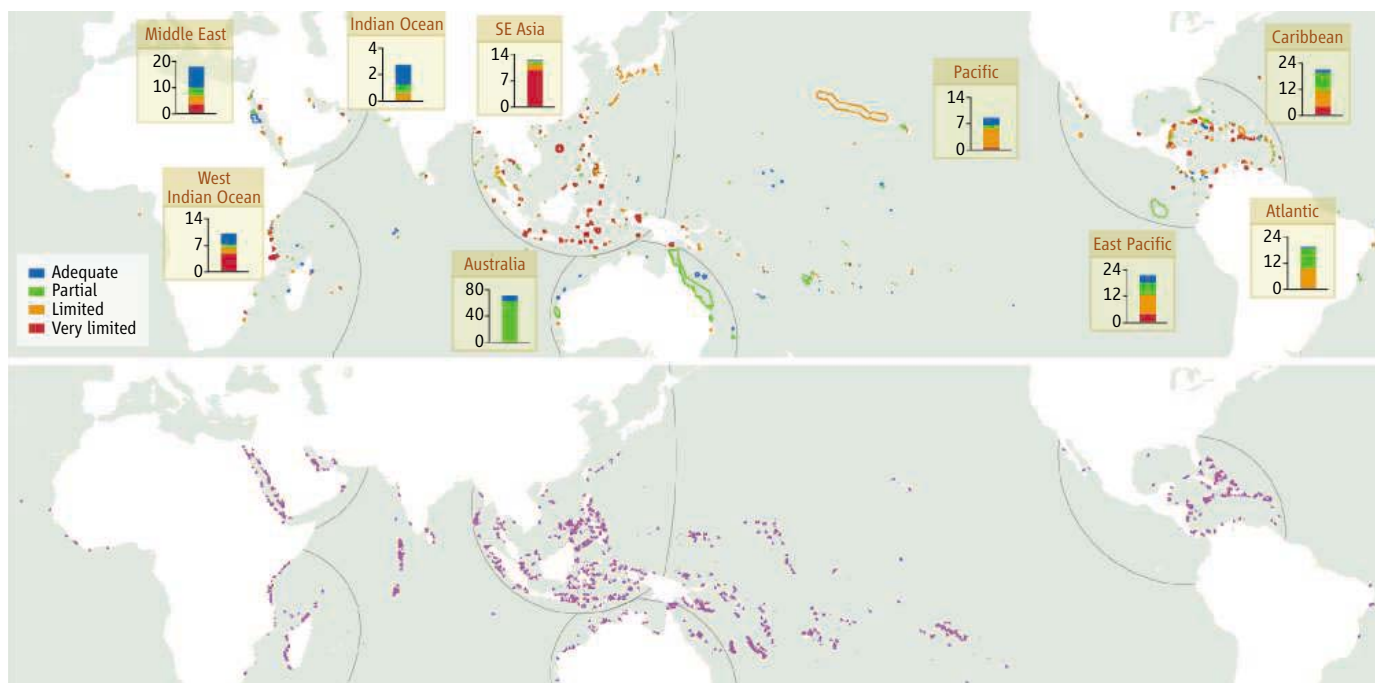 Middle East
20
10
0
Indian Ocean
4
2
0
SE Asia
14
7
0
Pacific
14
7
0
Caribbean
24
12
0
West
Indian Ocean
14
7
0
Australia
80
40
0
East Pacific
24
12
0
Atlantic
24
12
0
Adequate
Partial
Limited
Very limited